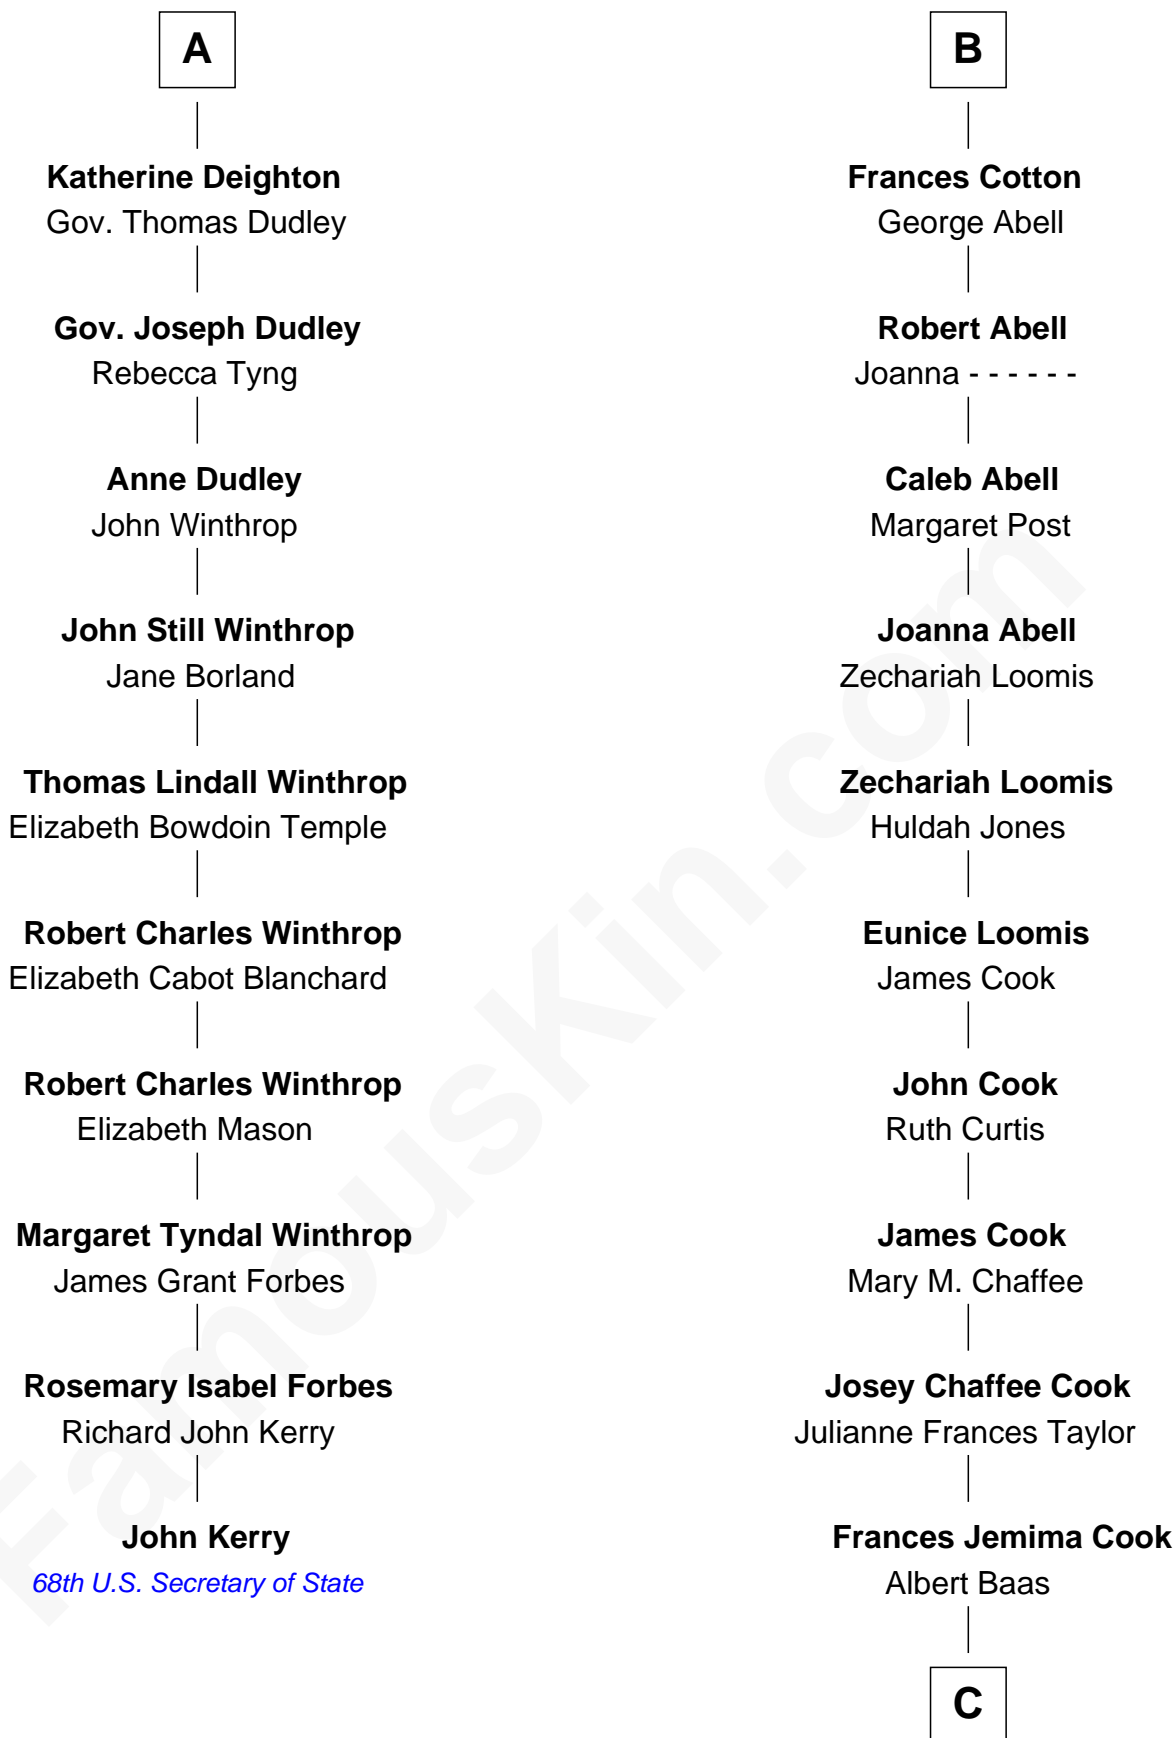 A
Katherine Deighton
Gov. Thomas Dudley
Gov. Joseph Dudley
Rebecca Tyng
Anne Dudley
John Winthrop
John Still Winthrop
Jane Borland
Thomas Lindall Winthrop
Elizabeth Bowdoin Temple
Robert Charles Winthrop
Elizabeth Cabot Blanchard
Robert Charles Winthrop
Elizabeth Mason
Margaret Tyndal Winthrop
James Grant Forbes
Rosemary Isabel Forbes
Richard John Kerry
John Kerry
68th U.S. Secretary of State
B
Frances Cotton
George Abell
Robert Abell
Joanna - - - - - -
Caleb Abell
Margaret Post
Joanna Abell
Zechariah Loomis
Zechariah Loomis
Huldah Jones
Eunice Loomis
James Cook
John Cook
Ruth Curtis
James Cook
Mary M. Chaffee
Josey Chaffee Cook
Julianne Frances Taylor
Frances Jemima Cook
Albert Baas
C
FamousKin.com